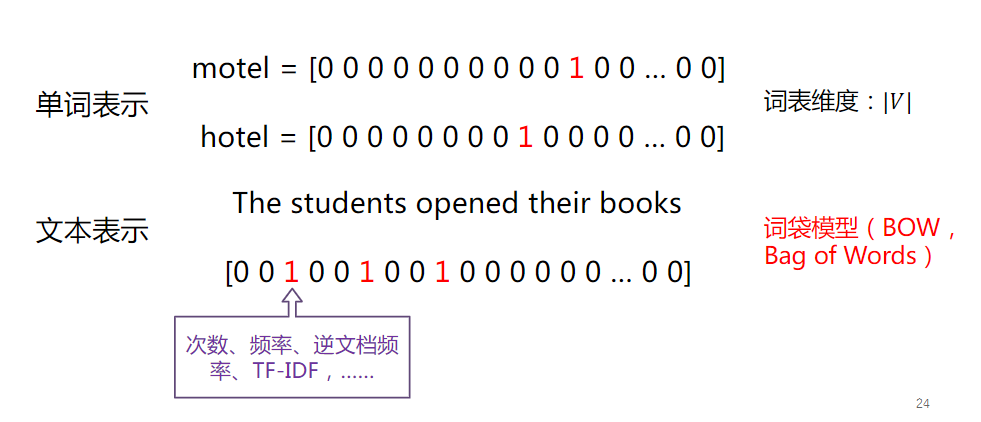 motel = [0 0 0 0 0 0 0 0 0 0 1 0 0 … 0 0]
单词表示
词表维度：|V|
hotel = [0 0 0 0 0 0 0 0 1 0 0 0 0 … 0 0]
The students opened their books
文本表示
词袋模型（BOW，
Bag of Words）
[0 0 1 0 0 1 0 0 1 0 0 0 0 0 0 … 0 0]
次数、频率、逆文档频
率、TF-IDF，……
24